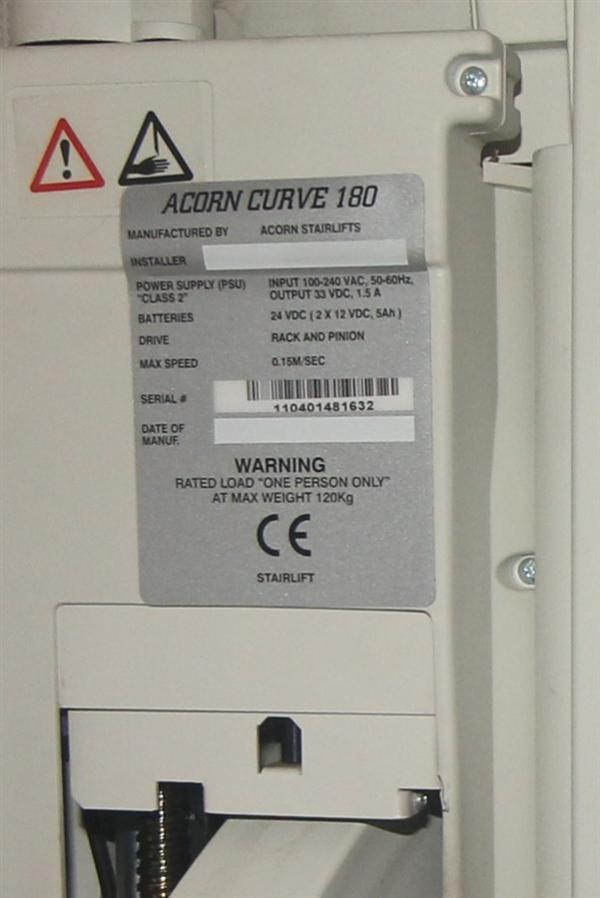 ACORN CURVE 180
MANUFACTURED BY ACORN STAIRLIFTS
INSTALLER
POWER SUPPLY (PSU) INPUT 100-240 VAC, 50-60Hz,
"CLASS 2" OUTPUT 33 VDC, 1.5 A
BATTERIES 24 VDC ( 2 X 12 VDC, 5Ah )
DRIVE RACK AND PINION
MAX SPEED 0.15M/SEC
SERIAL # 110401481632
DATE OF
MANUF.
WARNING
RATED LOAD "ONE PERSON ONLY"
AT MAX WEIGHT 120Kg
CE
STAIRLIFT